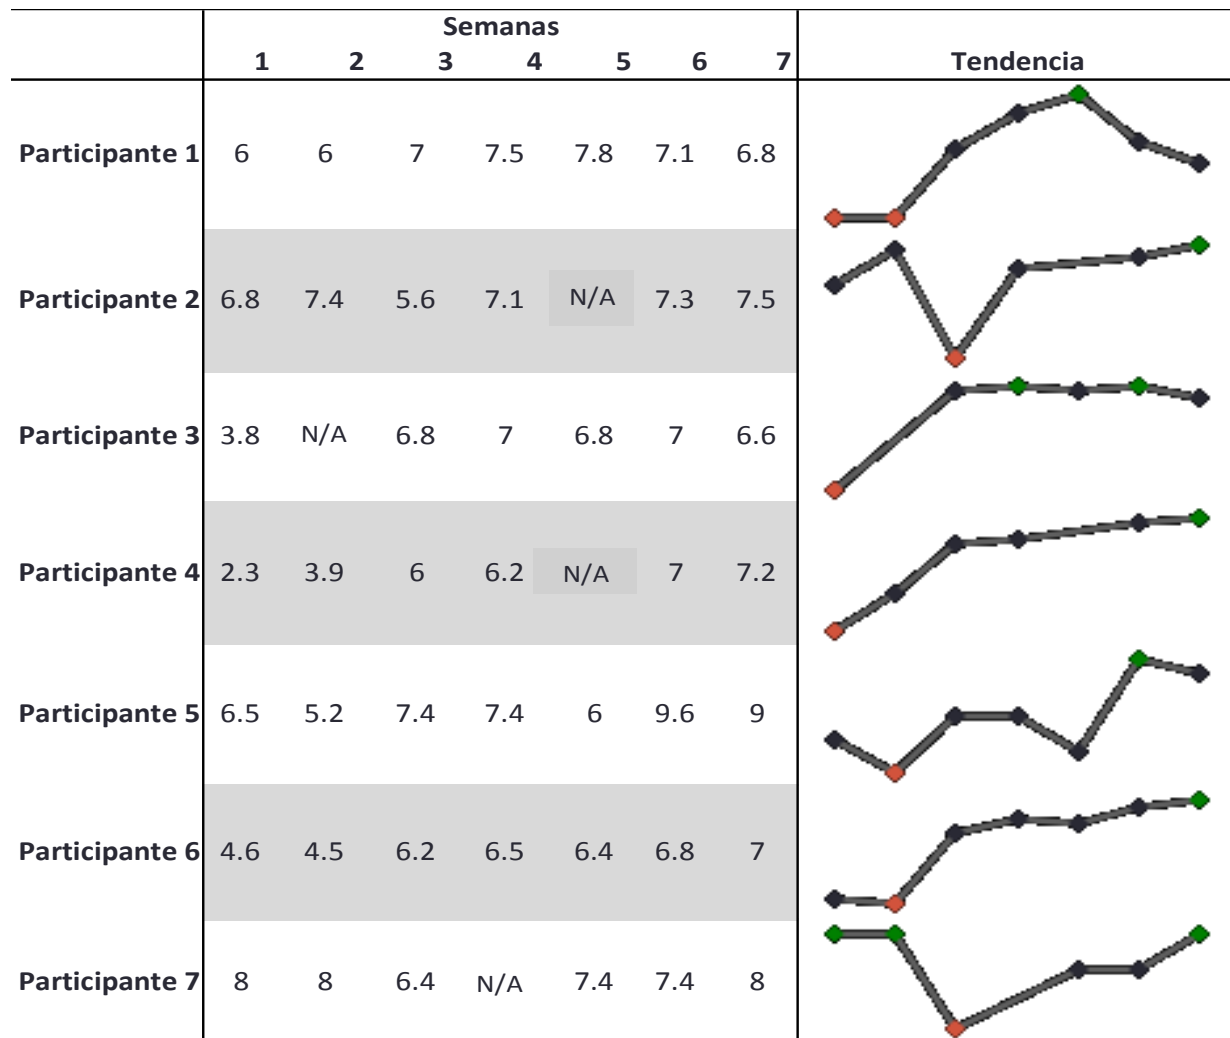 Semanas
1 2 3 4 5 6 7 Tendencia
Participante 1 6 6 7 7.5 7.8 7.1 6.8
Participante 2 6.8 7.4 5.6 7.1 N/A 7.3 7.5
Participante 3 3.8 N/A 6.8 7 6.8 7 6.6
Participante 4 2.3 3.9 6 6.2 N/A 7 7.2
Participante 5 6.5 5.2 7.4 7.4 6 9.6 9
Participante 6 4.6 4.5 6.2 6.5 6.4 6.8 7
Participante 7 8 8 6.4 N/A 7.4 7.4 8